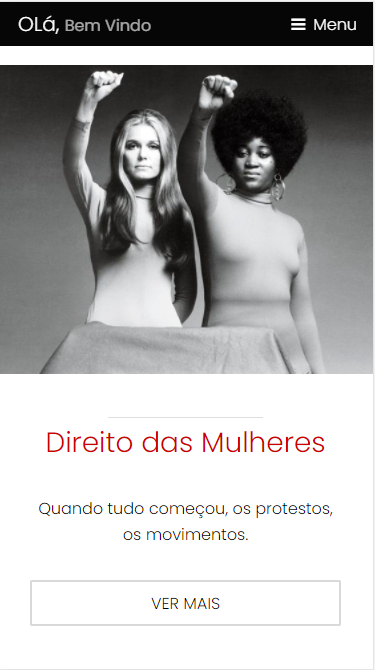 OLá, Bem Vindo
Menu
Direito das Mulheres
Quando tudo começou, os protestos,
os movimentos.
VER MAIS